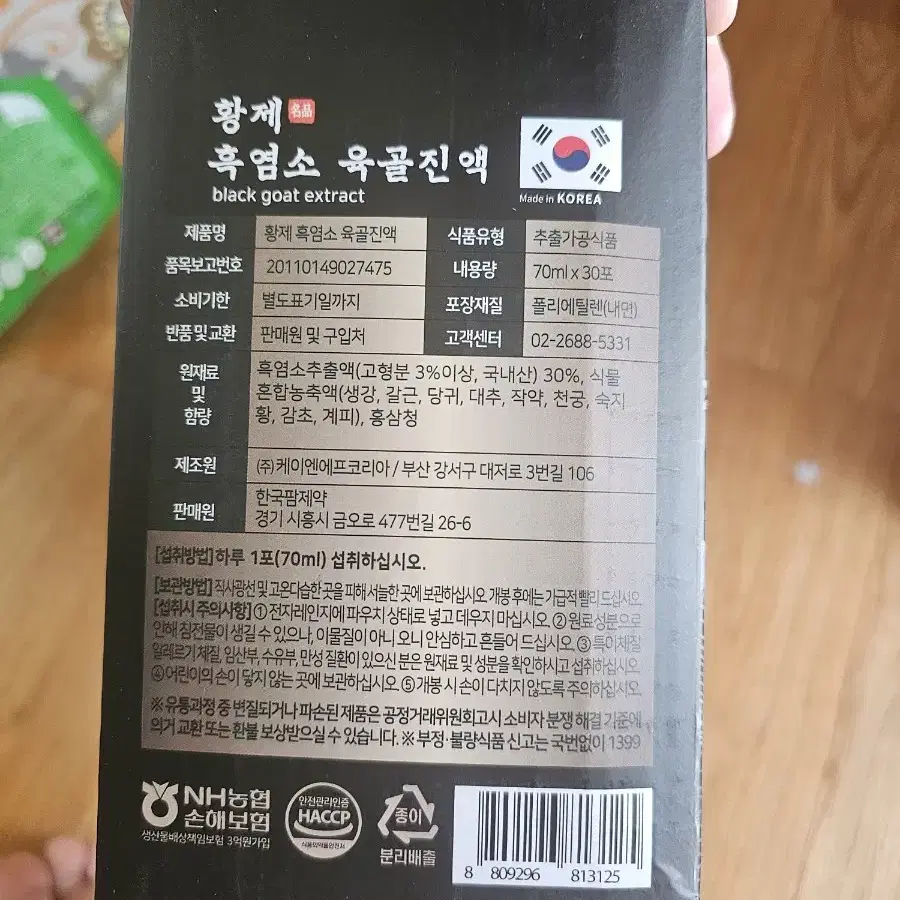 황제 名品
흑염소 육골진액
black goat extract
Made in KOREA
제품명 황제 흑염소 육골진액 식품유형 추출가공식품
품목보고번호 20110149027475 내용량 70ml x 30포
소비기한 별도표기일까지 포장재질 폴리에틸렌(내면)
반품 및 교환 판매원 및 구입처 고객센터 02-2688-5331
원재료 및 함량
흑염소추출액(고형분 3%이상, 국내산) 30%, 식물
혼합농축액(생강, 갈근, 당귀, 대추, 작약, 천궁, 숙지
황, 감초, 계피), 홍삼청
제조원 (주)케이엔에프코리아 / 부산 강서구 대저로 3번길 106
판매원 한국팜제약
경기 시흥시 금오로 477번길 26-6
[섭취방법] 하루 1포(70ml) 섭취하십시오.
[보관방법] 직사광선 및 고온다습한 곳을 피해 서늘한 곳에 보관하십시오. 개봉 후에는 가급적 빨리 드십시오.
[섭취시 주의사항] ① 전자레인지에 파우치 상태로 넣고 데우지 마십시오. ② 원료 성분으로
인해 침전물이 생길 수 있으나, 이물질이 아니 오니 안심하고 흔들어 드십시오. ③ 특이체질
알레르기 체질, 임산부, 수유부, 만성 질환이 있으신 분은 원재료 및 성분을 확인하시고 섭취하십시오.
④ 어린이의 손이 닿지 않는 곳에 보관하십시오. ⑤ 개봉 시 손이 다치지 않도록 주의하십시오.
※ 유통과정 중 변질되거나 파손된 제품은 공정거래위원회고시 소비자 분쟁 해결 기준에
의거 교환 또는 환불 보상받으실 수 있습니다. ※ 부정·불량식품 신고는 국번없이 1399
NH농협
손해보험
생산물배상책임보험 3억원가입
안전관리인증
HACCP
식품의약품안전처
종이
분리배출
8 809296 813125